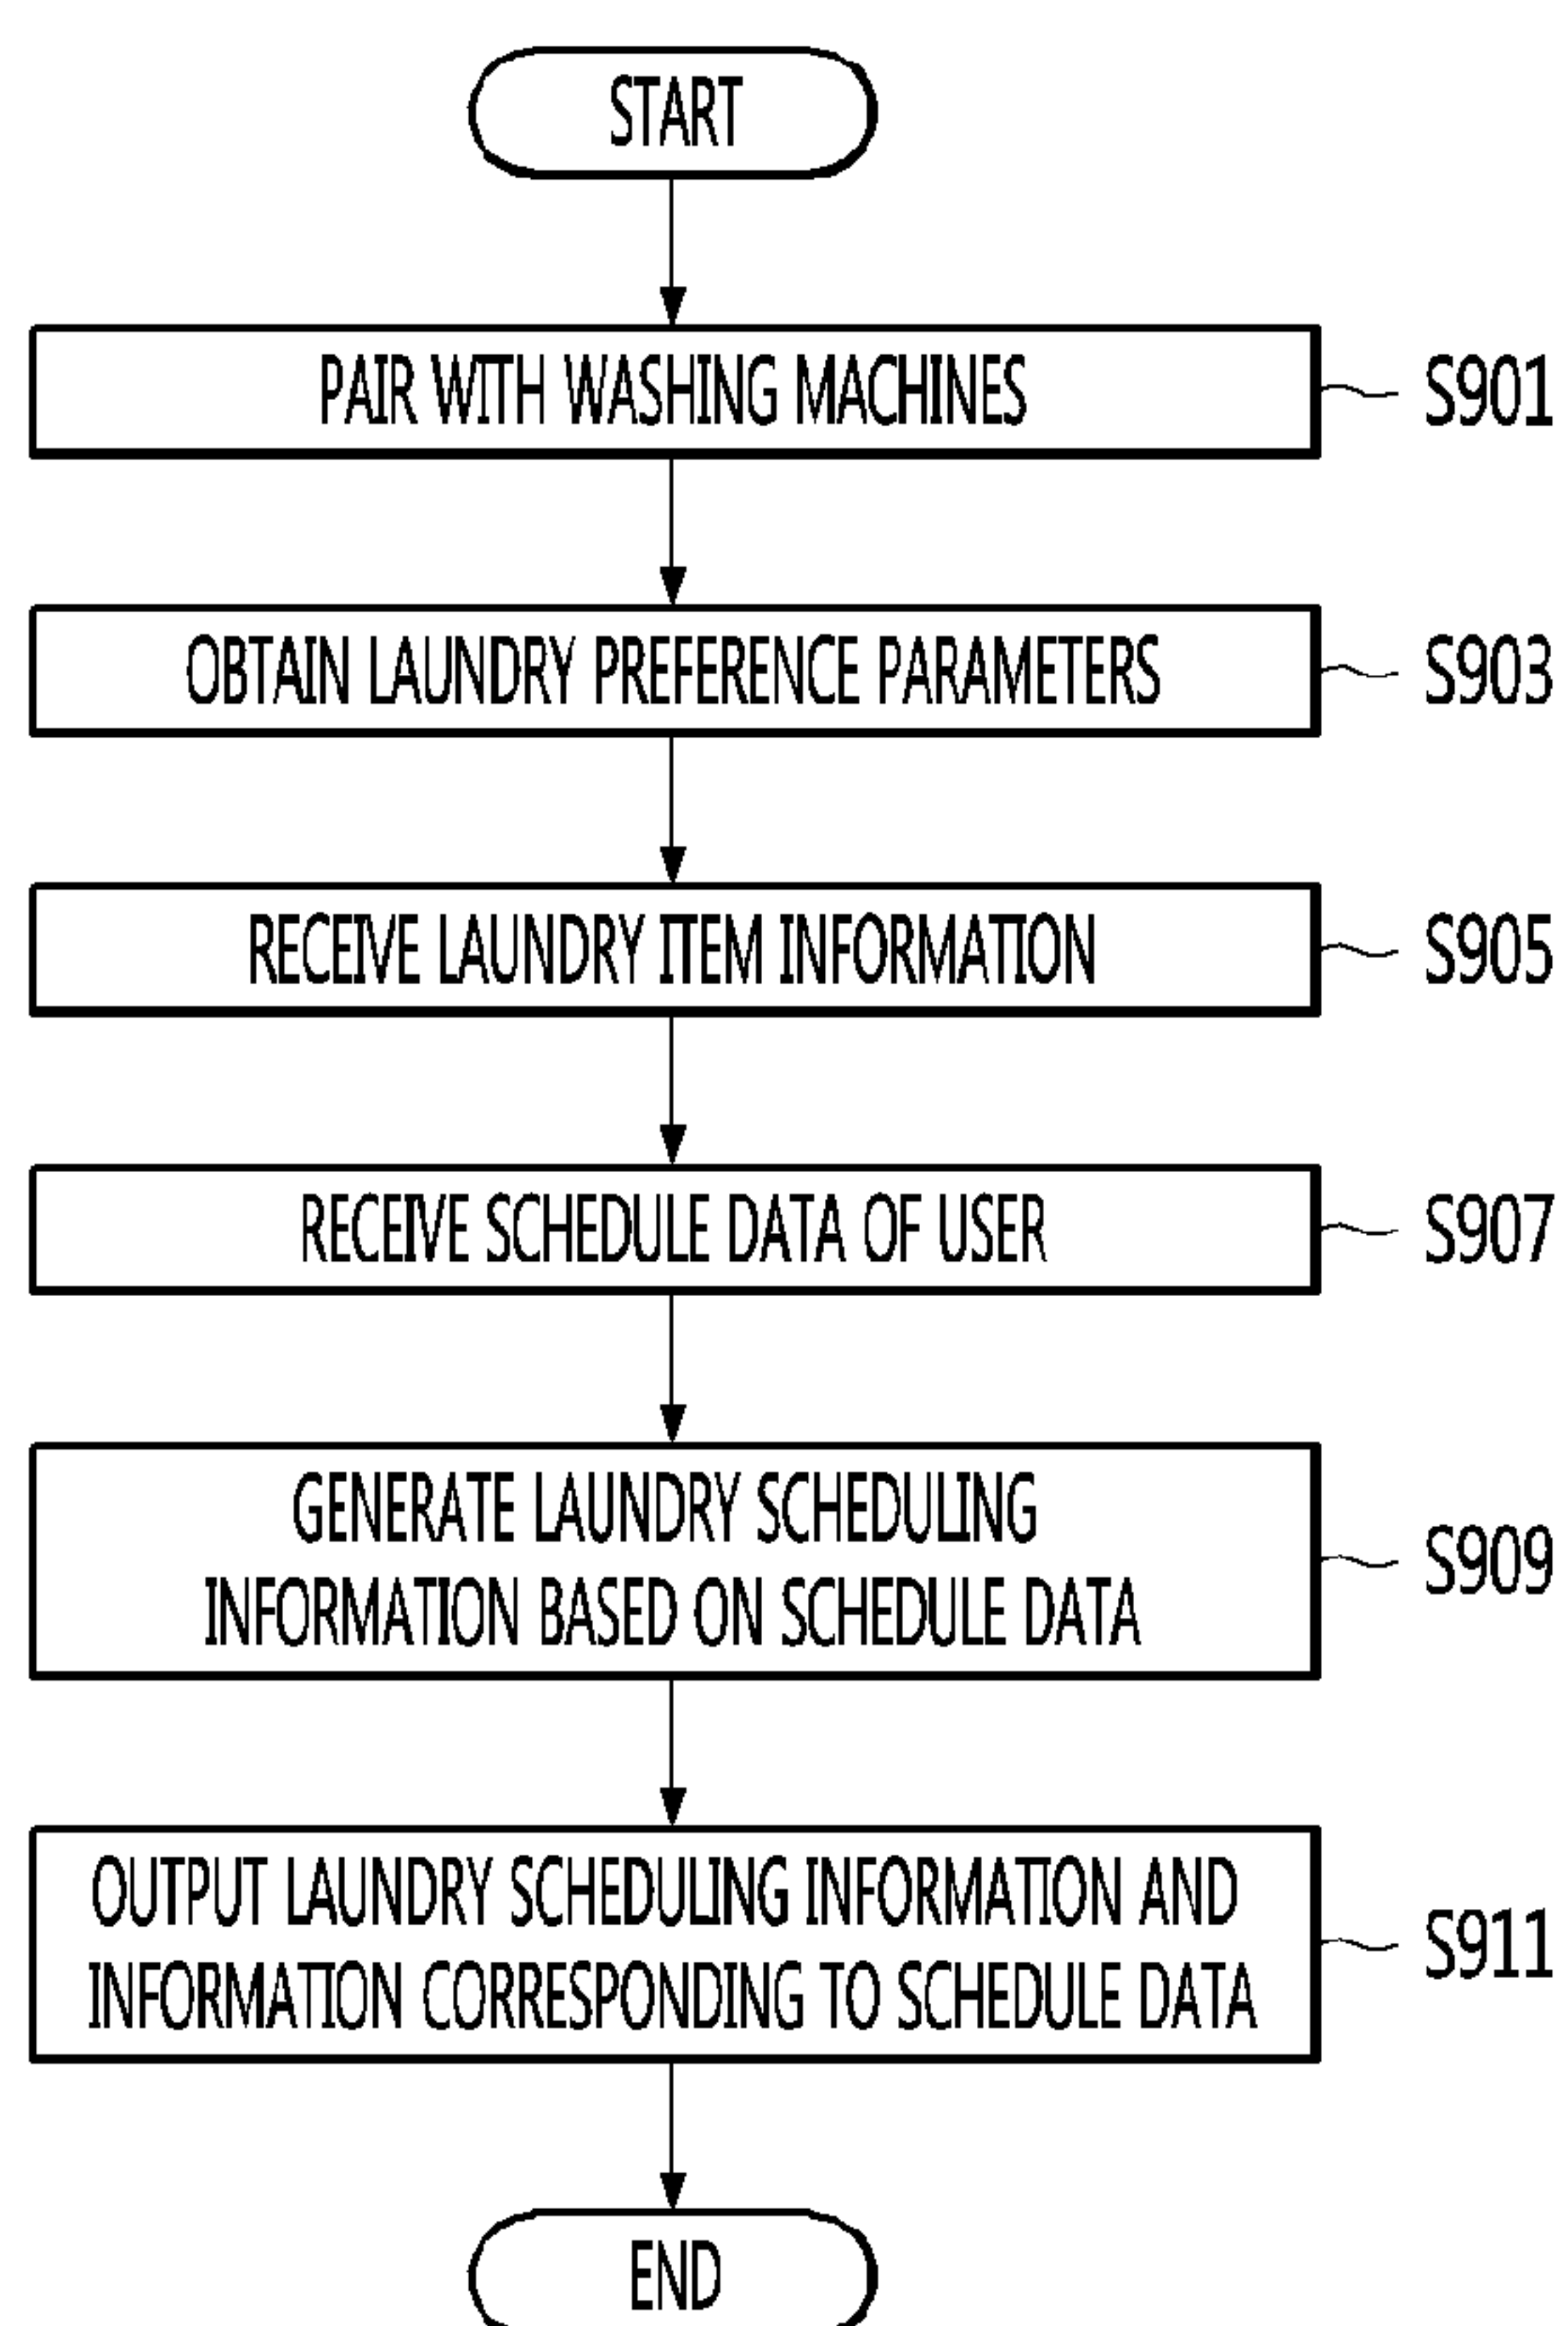 START
PAIR WITH WASHING MACHINES
S901
OBTAIN LAUNDRY PREFERENCE PARAMETERS
S903
RECEIVE LAUNDRY ITEM INFORMATION
S905
RECEIVE SCHEDULE DATA OF USER
S907
GENERATE LAUNDRY SCHEDULING
INFORMATION BASED ON SCHEDULE DATA
S909
OUTPUT LAUNDRY SCHEDULING INFORMATION AND
INFORMATION CORRESPONDING TO SCHEDULE DATA
S911
END